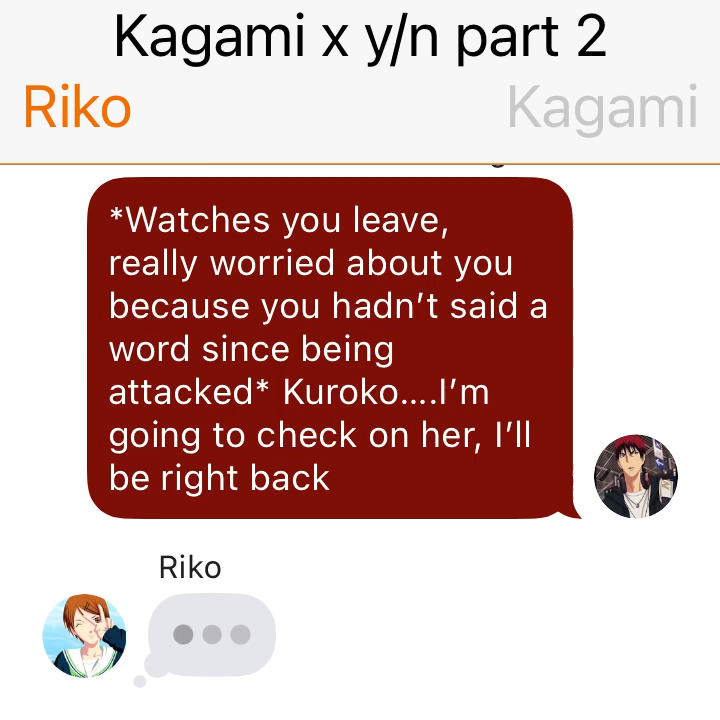 Kagami x y/n part 2
Riko
Kagami
*Watches you leave,
really worried about you
because you hadn’t said a
word since being
attacked* Kuroko....I’m
going to check on her, I’ll
be right back
Riko